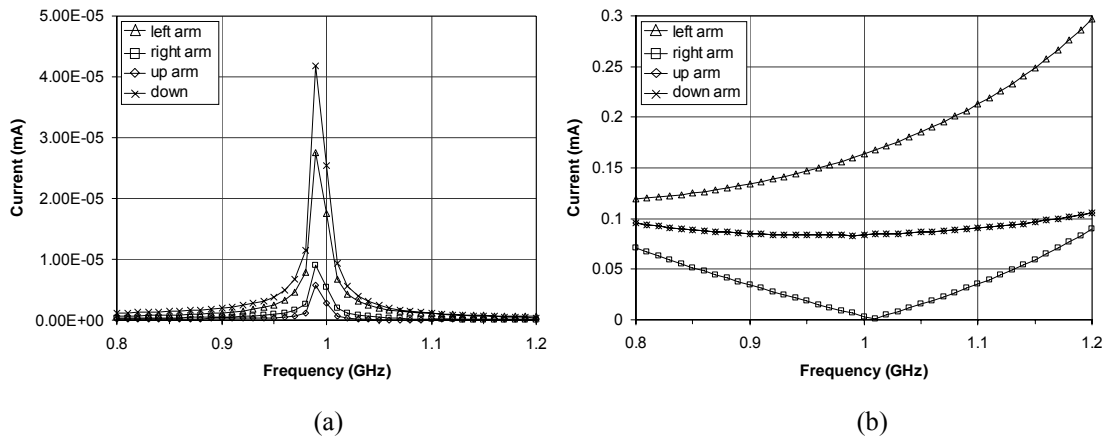 5.00E-05
4.00E-05
3.00E-05
2.00E-05
1.00E-05
0.00E+00
Current (mA)
left arm
right arm
up arm
down
0.8
0.9
1
1.1
1.2
Frequency (GHz)
(a)
0.3
0.25
0.2
0.15
0.1
0.05
0
Current (mA)
left arm
right arm
up arm
down arm
0.8
0.9
1
1.1
1.2
Frequency (GHz)
(b)